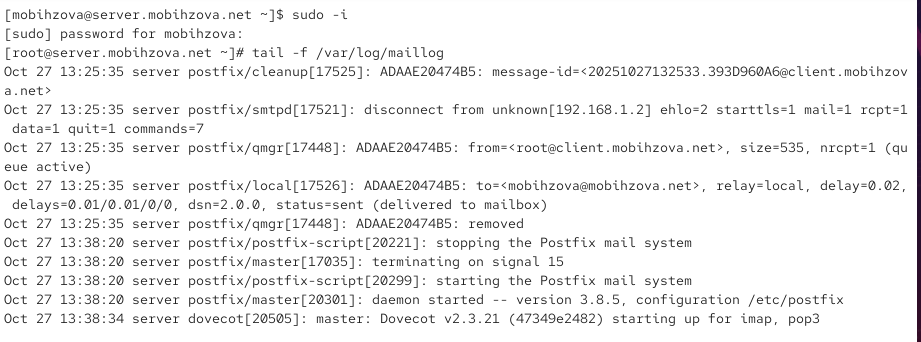 [mobihzova@server.mobihzova.net ~]$ sudo -i
[sudo] password for mobihzova:
[root@server.mobihzova.net ~]# tail -f /var/log/maillog
Oct 27 13:25:35 server postfix/cleanup[17525]: ADAAE20474B5: message-id=<20251027132533.393D960A6@client.mobihzov
a.net>
Oct 27 13:25:35 server postfix/smtpd[17521]: disconnect from unknown[192.168.1.2] ehlo=2 starttls=1 mail=1 rcpt=1
 data=1 quit=1 commands=7
Oct 27 13:25:35 server postfix/qmgr[17448]: ADAAE20474B5: from=<root@client.mobihzova.net>, size=535, nrcpt=1 (qu
eue active)
Oct 27 13:25:35 server postfix/local[17526]: ADAAE20474B5: to=<mobihzova@mobihzova.net>, relay=local, delay=0.02,
 delays=0.01/0.01/0/0, dsn=2.0.0, status=sent (delivered to mailbox)
Oct 27 13:25:35 server postfix/qmgr[17448]: ADAAE20474B5: removed
Oct 27 13:38:20 server postfix/postfix-script[20221]: stopping the Postfix mail system
Oct 27 13:38:20 server postfix/master[17035]: terminating on signal 15
Oct 27 13:38:20 server postfix/postfix-script[20299]: starting the Postfix mail system
Oct 27 13:38:20 server postfix/master[20301]: daemon started -- version 3.8.5, configuration /etc/postfix
Oct 27 13:38:34 server dovecot[20505]: master: Dovecot v2.3.21 (47349e2482) starting up for imap, pop3